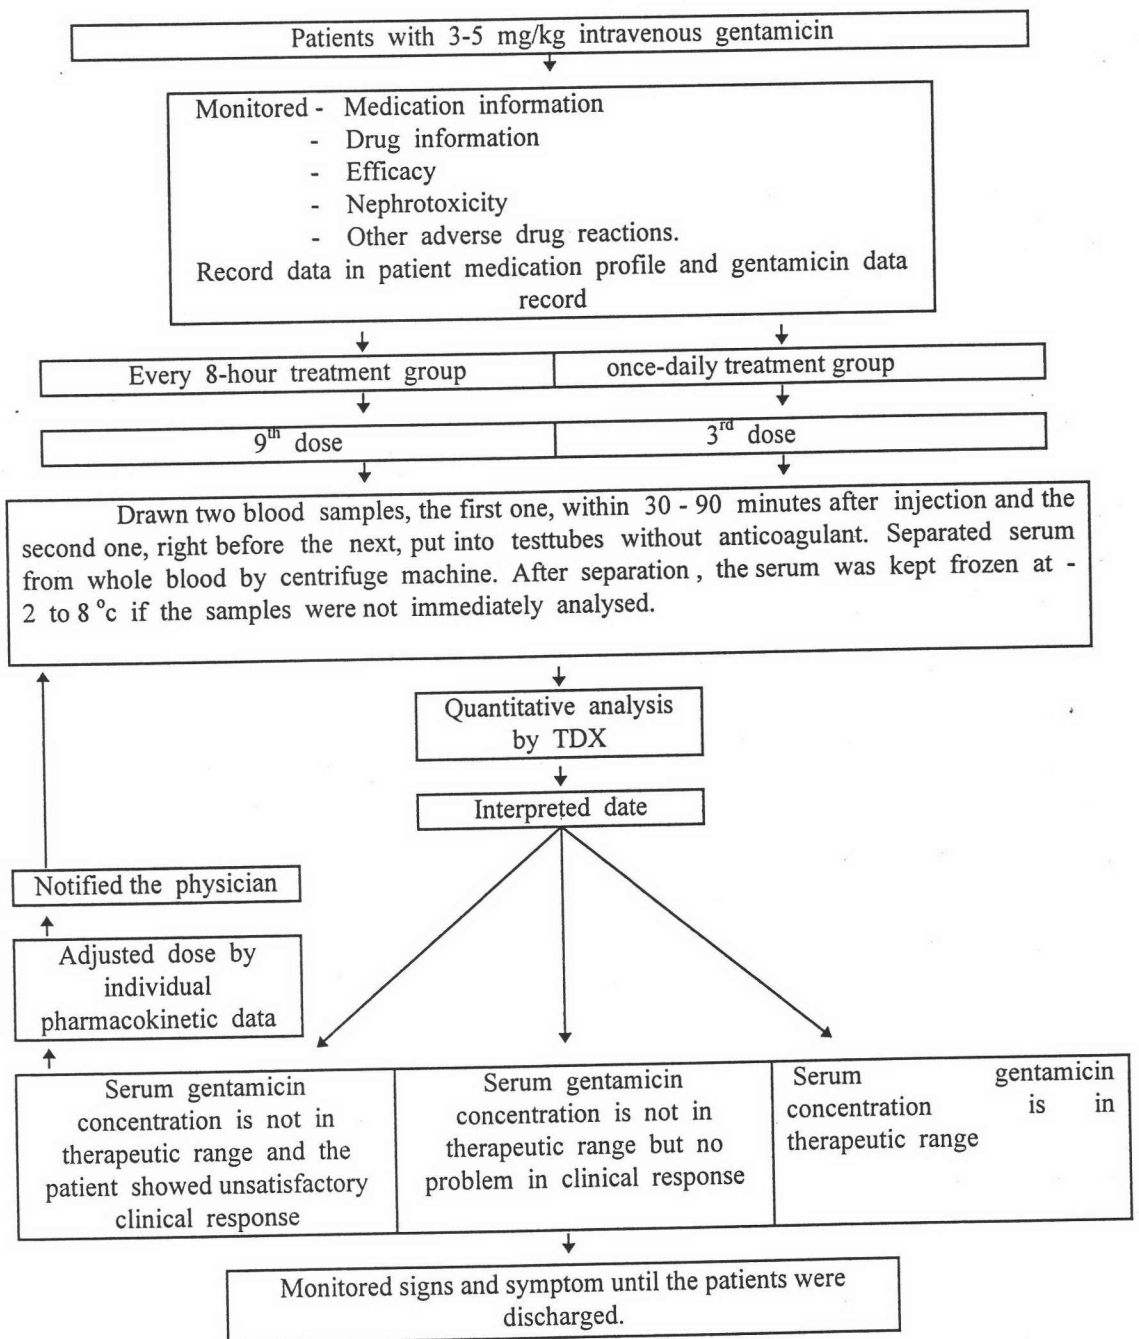 Patients with 3-5 mg/kg intravenous gentamicin
Monitored - Medication information
- Drug information
- Efficacy
- Nephrotoxicity
- Other adverse drug reactions.
Record data in patient medication profile and gentamicin data
record
Every 8-hour treatment group
once-daily treatment group
9th dose
3rd dose
Drawn two blood samples, the first one, within 30 - 90 minutes after injection and the
second one, right before the next, put into testtubes without anticoagulant. Separated serum
from whole blood by centrifuge machine. After separation , the serum was kept frozen at -
2 to 8 °c if the samples were not immediately analysed.
Quantitative analysis
by TDX
Interpreted date
Notified the physician
Adjusted dose by
individual
pharmacokinetic data
Serum gentamicin
concentration is not in
therapeutic range and the
patient showed unsatisfactory
clinical response
Serum gentamicin
concentration is not in
therapeutic range but no
problem in clinical response
Serum gentamicin
concentration is in
therapeutic range
Monitored signs and symptom until the patients were
discharged.